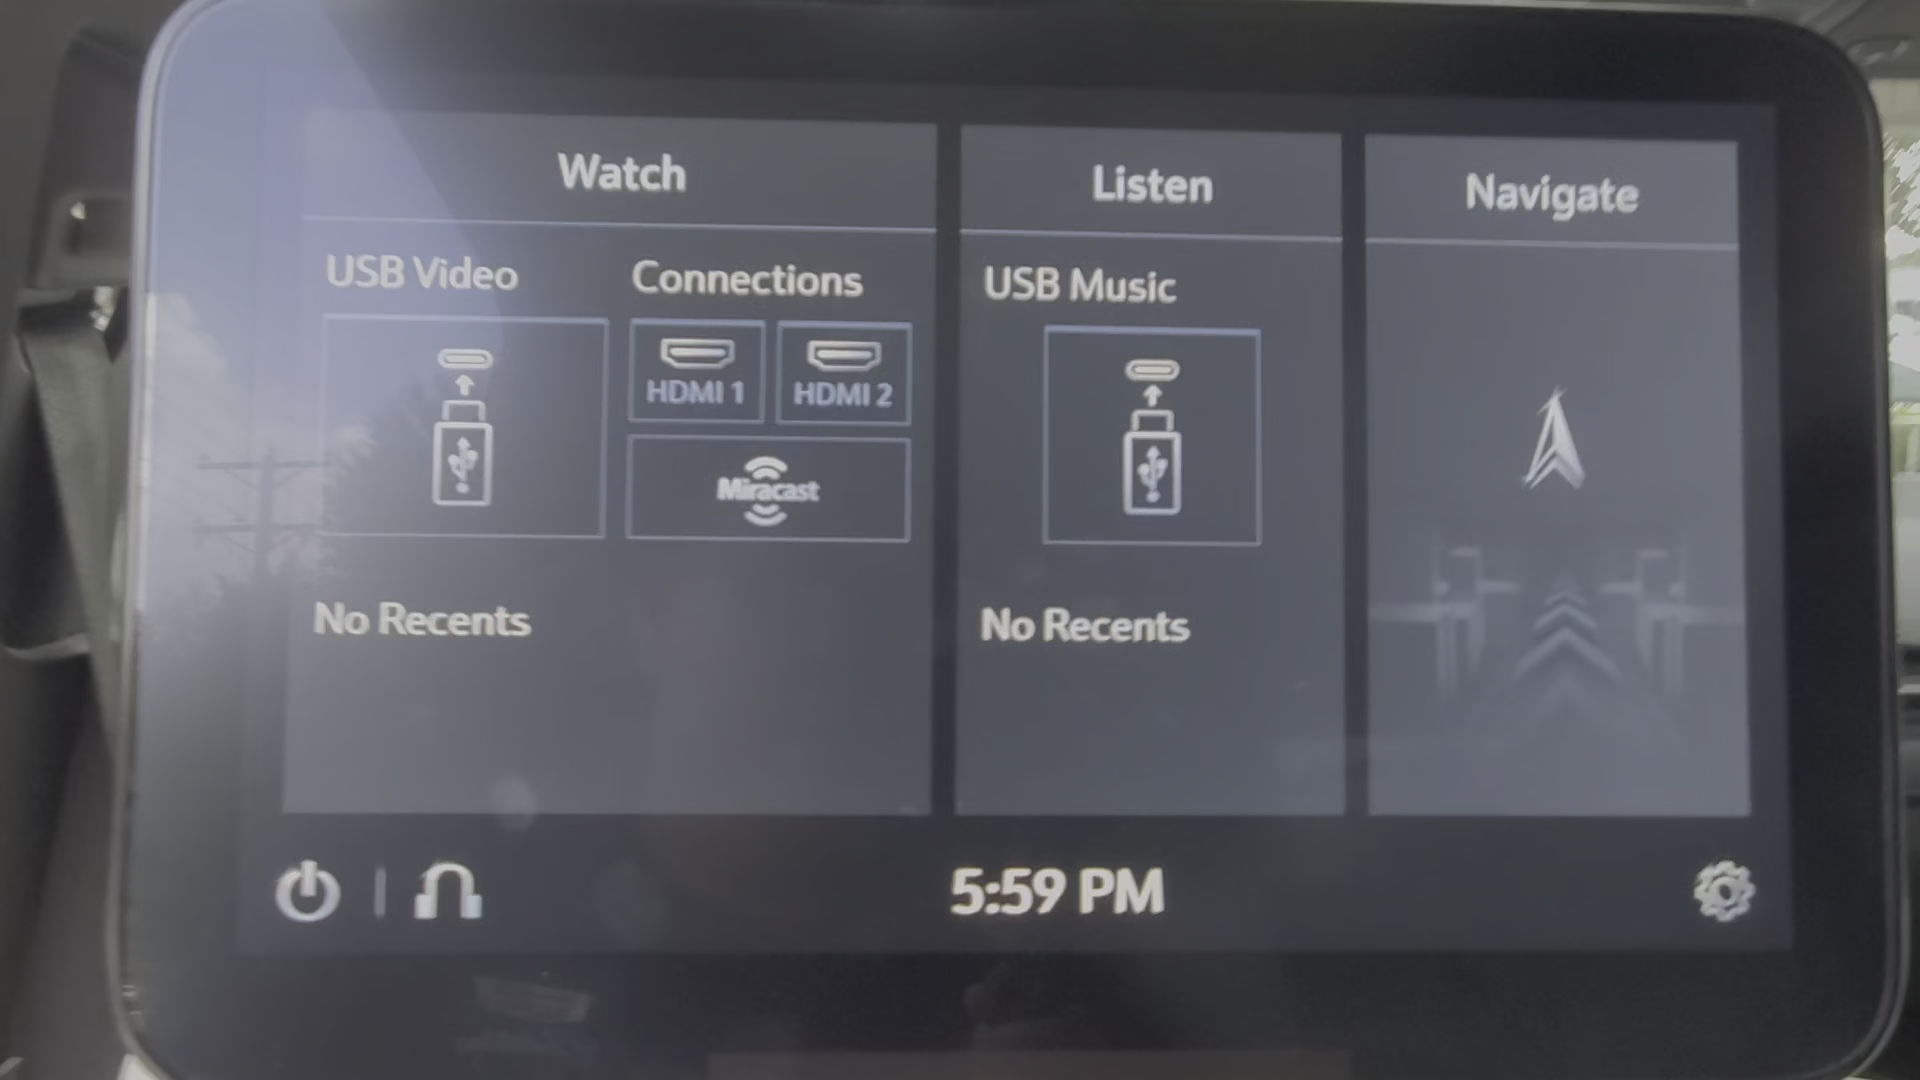 Watch
USB Video
Connections
HDMI 1
HDMI 2
Miracast
No Recents
Listen
USB Music
No Recents
Navigate
5:59 PM